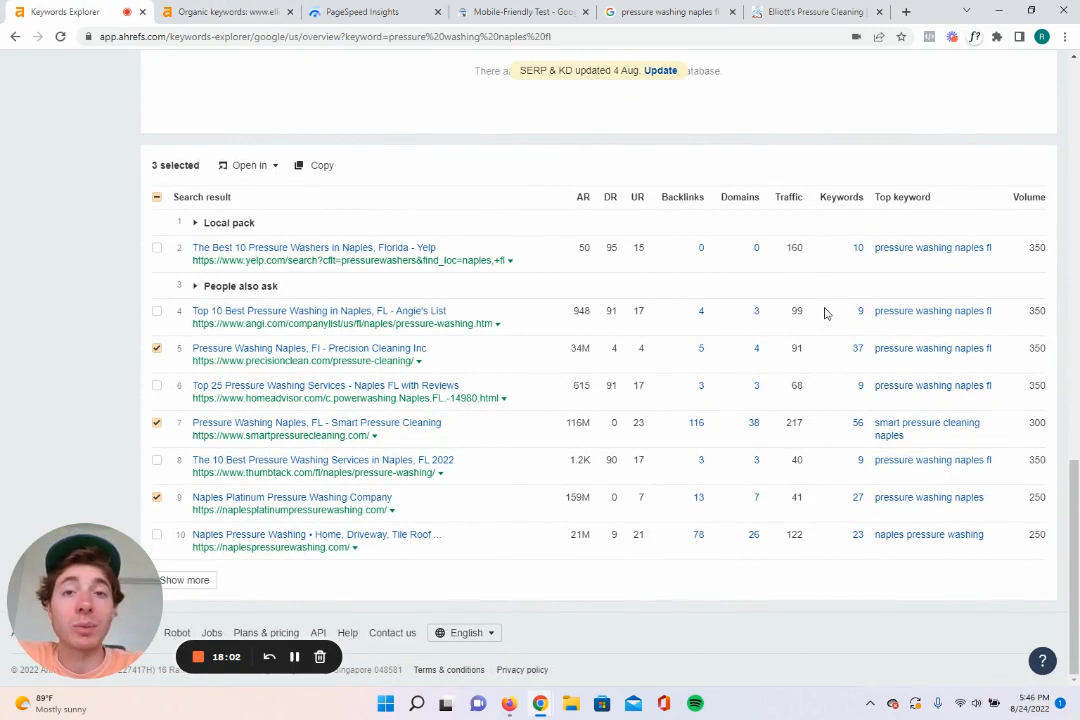 Keywords Explorer
Organic keywords: www.ell
PageSpeed Insights
Mobile-Friendly Test - Goo
pressure washing naples fl
Elliott's Pressure Cleaning |
app.ahrefs.com/keywords-explorer/google/us/overview?keyword=pressure%20washing%20naples%20fl
There a
SERP & KD updated 4 Aug. Update
atabase.
3 selected Open in Copy
Search result AR DR UR Backlinks Domains Traffic Keywords Top keyword Volume
1 Local pack
2 The Best 10 Pressure Washers in Naples, Florida - Yelp 50 95 15 0 0 160 10 pressure washing naples fl 350
https://www.yelp.com/search?cflt=pressurewashers&find_loc=naples,+fl
3 People also ask
4 Top 10 Best Pressure Washing in Naples, FL - Angie's List 948 91 17 4 3 99 9 pressure washing naples fl 350
https://www.angi.com/companylist/us/fl/naples/pressure-washing.htm
5 Pressure Washing Naples, Fl - Precision Cleaning Inc 34M 4 4 5 4 91 37 pressure washing naples fl 350
https://www.precisionclean.com/pressure-cleaning/
6 Top 25 Pressure Washing Services - Naples FL with Reviews 615 91 17 3 3 68 9 pressure washing naples fl 350
https://www.homeadvisor.com/c.powerwashing.Naples.FL.-14980.html
7 Pressure Washing Naples, FL - Smart Pressure Cleaning 116M 0 23 116 38 217 56 smart pressure cleaning naples 300
https://www.smartpressurecleaning.com/
8 The 10 Best Pressure Washing Services in Naples, FL 2022 1.2K 90 17 3 3 40 9 pressure washing naples fl 350
https://www.thumbtack.com/fl/naples/pressure-washing/
9 Naples Platinum Pressure Washing Company 159M 0 7 13 7 41 27 pressure washing naples 250
https://naplesplatinumpressurewashing.com/
10 Naples Pressure Washing • Home, Driveway, Tile Roof ... 21M 9 21 78 26 122 23 naples pressure washing 250
https://naplespressurewashing.com/
Show more
Robot Jobs Plans & pricing API Help Contact us English
18:02
© 2022 Ahrefs Pte. Ltd. (201227417H) 16 Ra
Singapore 048581 Terms & conditions Privacy policy
?
89°F
Mostly sunny
5:46 PM
8/24/2022